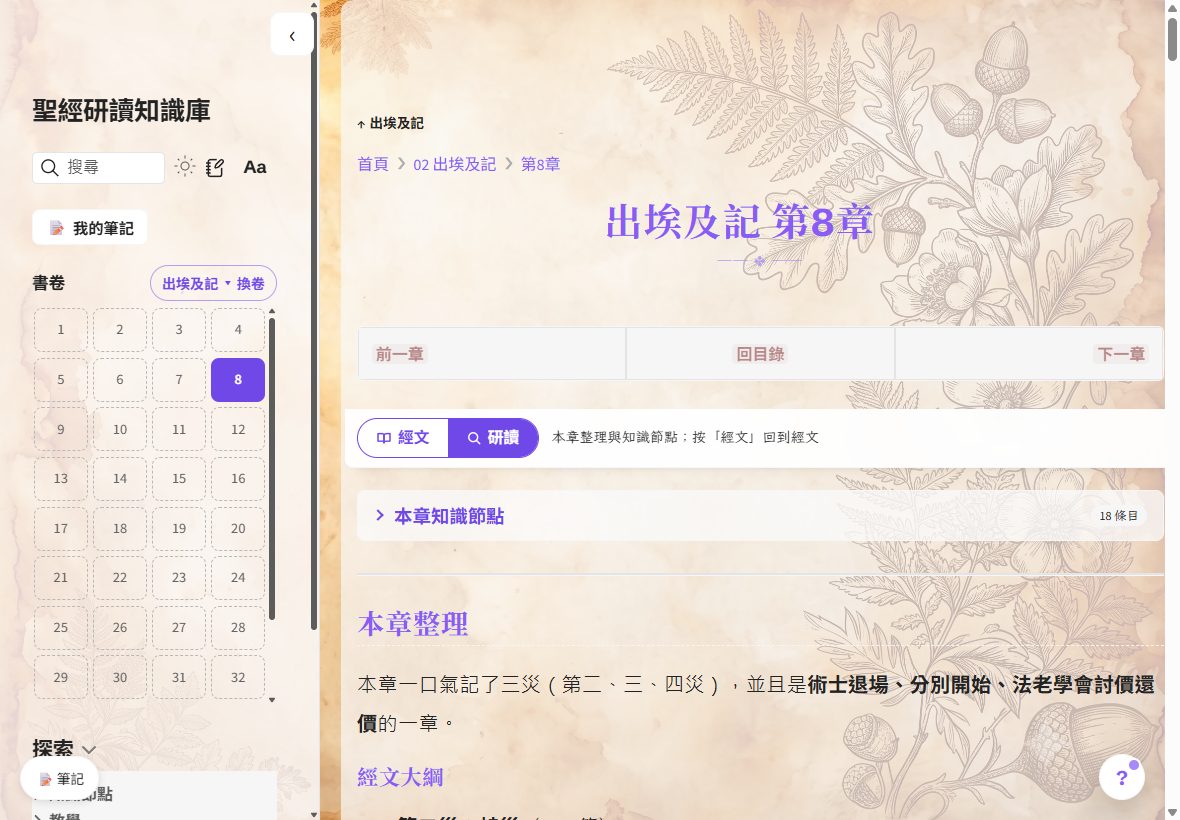 ‹
聖經研讀知識庫
搜尋
Aa
我的筆記
書卷
出埃及記 ▾ 換卷
1 2 3 4
5 6 7 8
9 10 11 12
13 14 15 16
17 18 19 20
21 22 23 24
25 26 27 28
29 30 31 32
探索
筆記
節點
↑ 出埃及記
首頁 > 02 出埃及記 > 第8章
出埃及記 第8章
前一章 回目錄 下一章
經文 研讀 本章整理與知識節點；按「經文」回到經文
本章知識節點 18 條目
本章整理
本章一口氣記了三災（第二、三、四災），並且是術士退場、分別開始、法老學會討價還
價的一章。
經文大綱
?